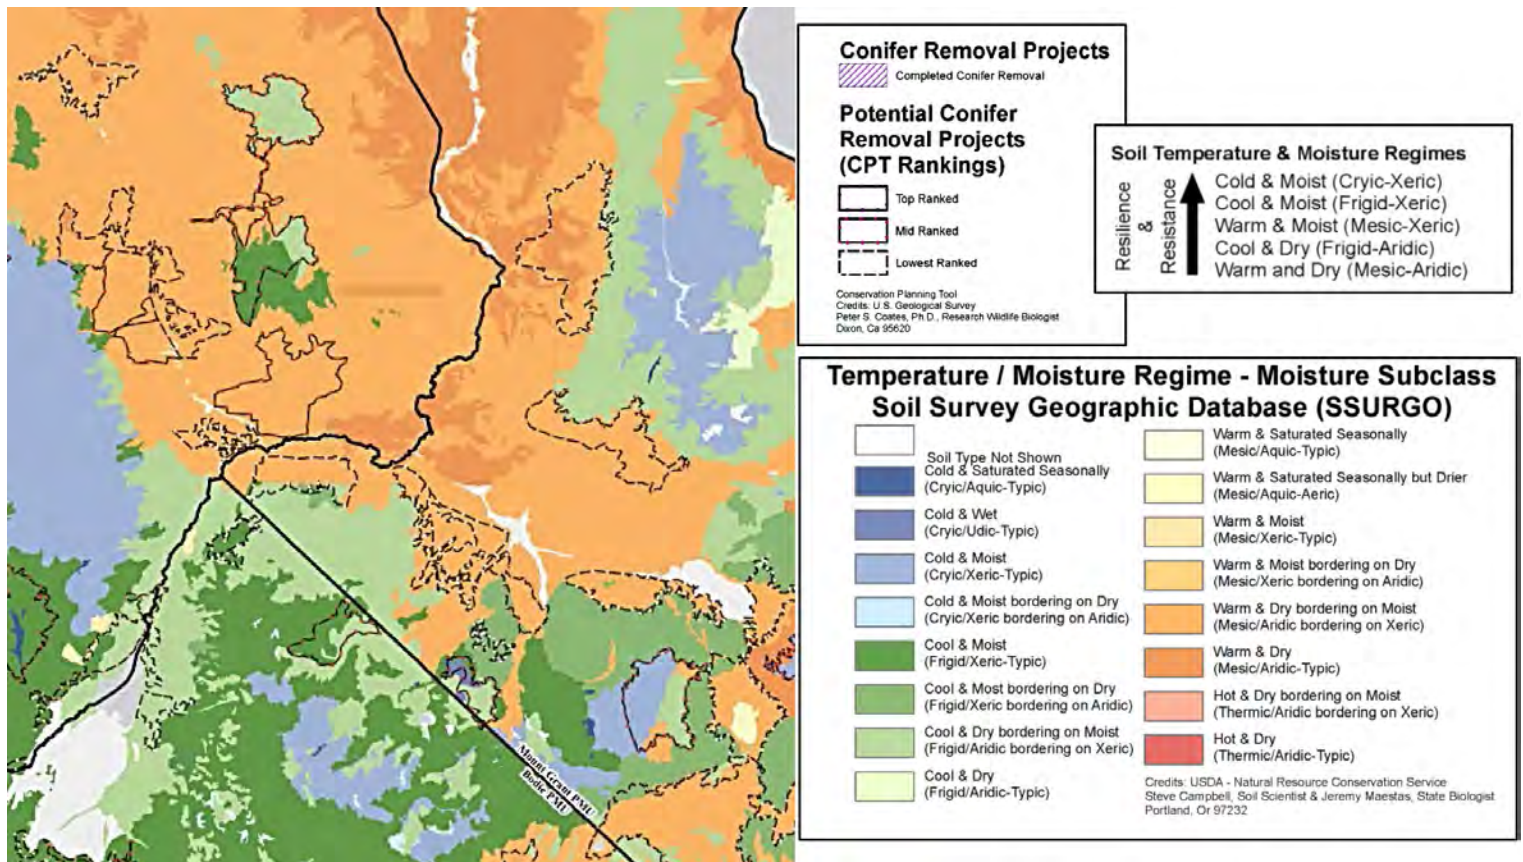 Conifer Removal Projects
Completed Conifer Removal
Potential Conifer
Removal Projects
(CPT Rankings)
Top Ranked
Mid Ranked
Lowest Ranked
Conservation Planning Tool
Credits: U.S. Geological Survey
Peter S. Coates, Ph.D., Research Wildlife Biologist
Dixon, Ca 95620
Soil Temperature & Moisture Regimes
Resilience
&
Resistance
Cold & Moist (Cryic-Xeric)
Cool & Moist (Frigid-Xeric)
Warm & Moist (Mesic-Xeric)
Cool & Dry (Frigid-Aridic)
Warm and Dry (Mesic-Aridic)
Temperature / Moisture Regime - Moisture Subclass
Soil Survey Geographic Database (SSURGO)
Soil Type Not Shown
Cold & Saturated Seasonally
(Cryic/Aquic-Typic)
Cold & Wet
(Cryic/Udic-Typic)
Cold & Moist
(Cryic/Xeric-Typic)
Cold & Moist bordering on Dry
(Cryic/Xeric bordering on Aridic)
Cool & Moist
(Frigid/Xeric-Typic)
Cool & Most bordering on Dry
(Frigid/Xeric bordering on Aridic)
Cool & Dry bordering on Moist
(Frigid/Aridic bordering on Xeric)
Cool & Dry
(Frigid/Aridic-Typic)
Warm & Saturated Seasonally
(Mesic/Aquic-Typic)
Warm & Saturated Seasonally but Drier
(Mesic/Aquic-Aeric)
Warm & Moist
(Mesic/Xeric-Typic)
Warm & Moist bordering on Dry
(Mesic/Xeric bordering on Aridic)
Warm & Dry bordering on Moist
(Mesic/Aridic bordering on Xeric)
Warm & Dry
(Mesic/Aridic-Typic)
Hot & Dry bordering on Moist
(Thermic/Aridic bordering on Xeric)
Hot & Dry
(Thermic/Aridic-Typic)
Credits: USDA - Natural Resource Conservation Service
Steve Campbell, Soil Scientist & Jeremy Maestas, State Biologist
Portland, Or 97232
Mount Grant PMU
Bodie PMU